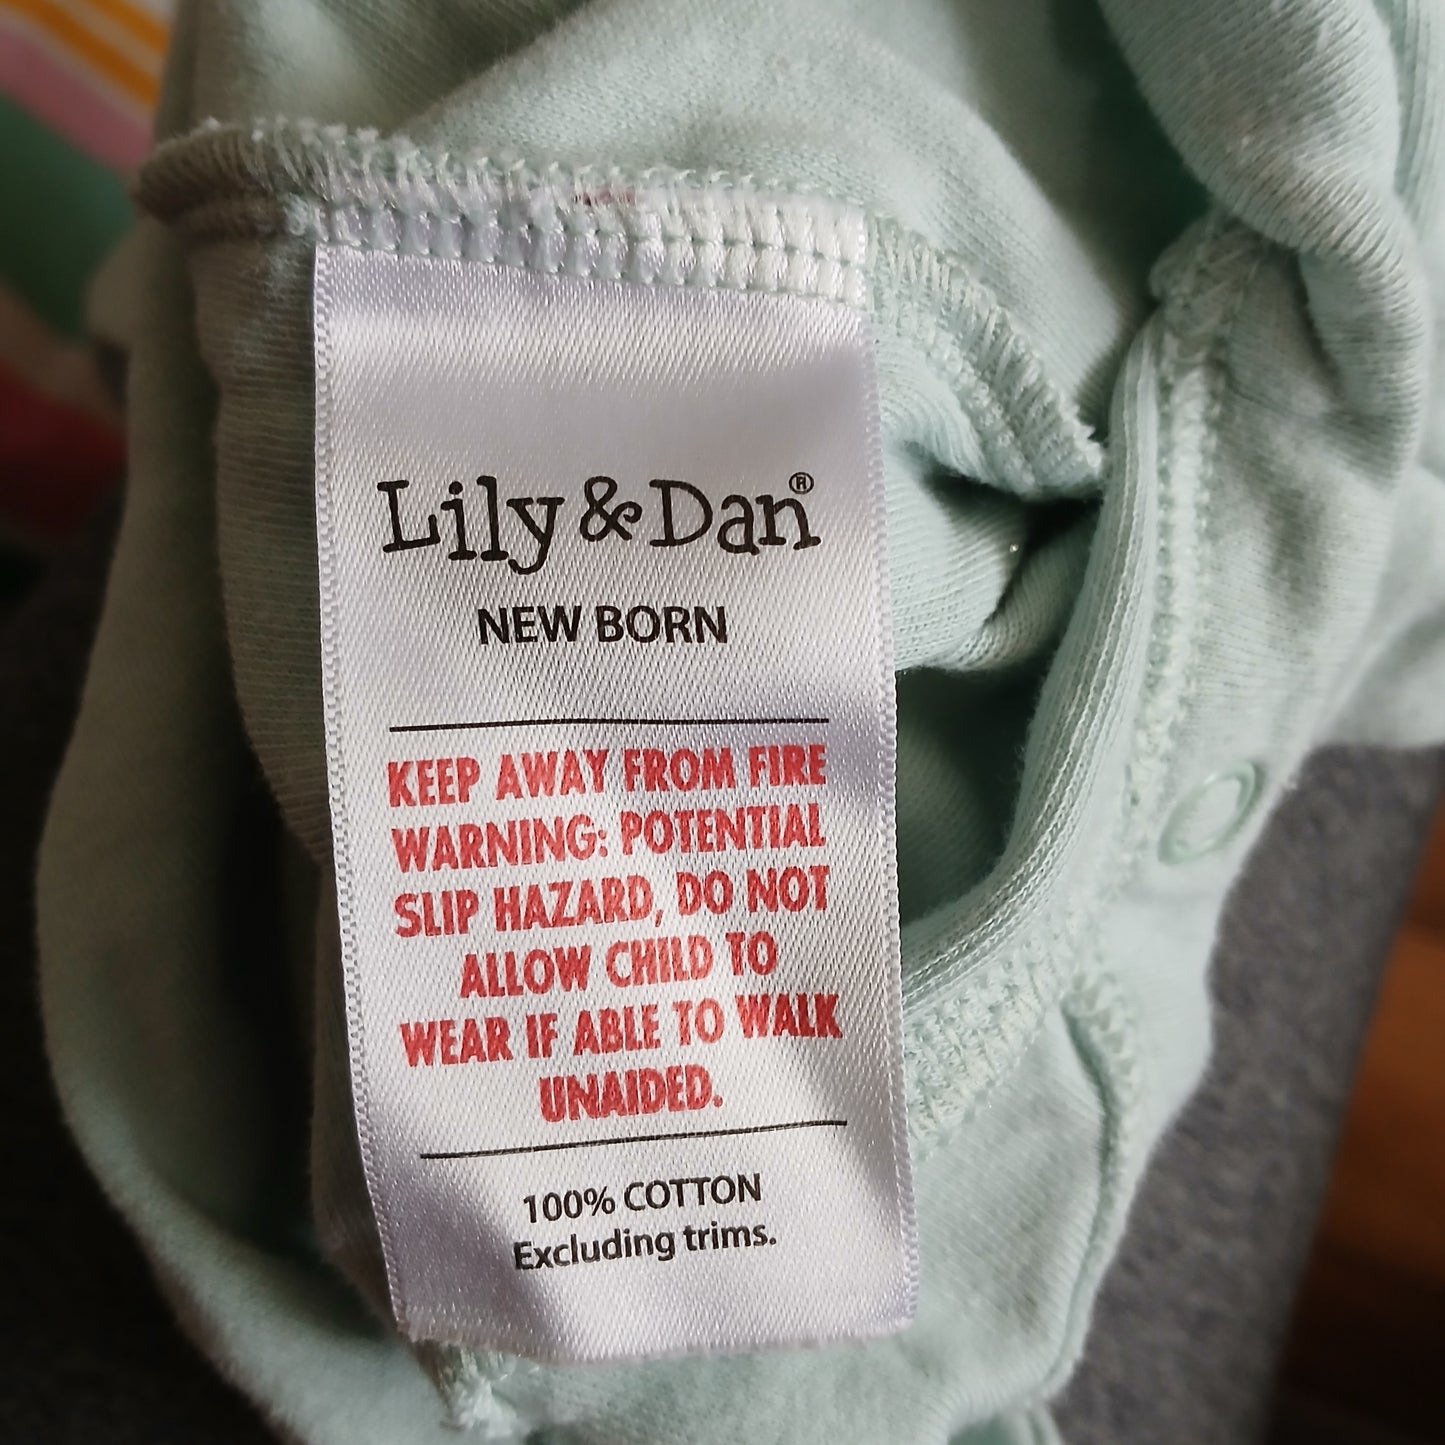 Lily & Dan®
NEW BORN
KEEP AWAY FROM FIRE
WARNING: POTENTIAL
SLIP HAZARD, DO NOT
ALLOW CHILD TO
WEAR IF ABLE TO WALK
UNAIDED.
100% COTTON
Excluding trims.